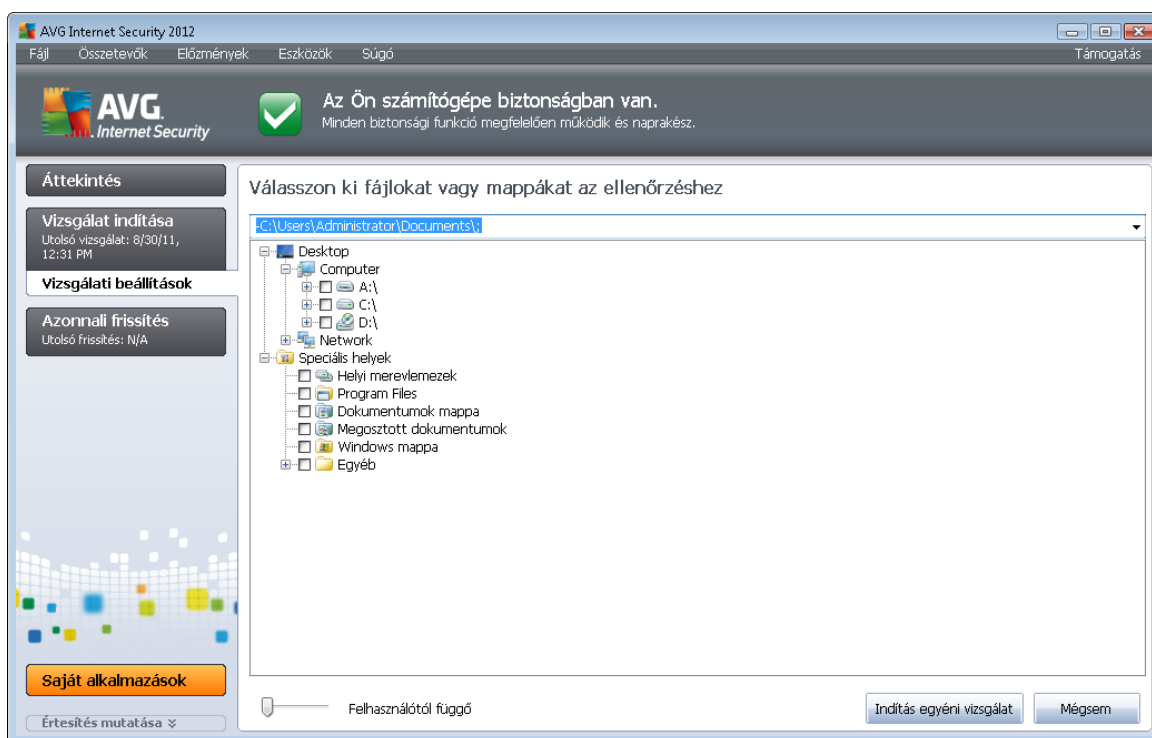 AVG Internet Security 2012
Fájl Összetevők Előzmények Eszközök Súgó Támogatás
AVG.
Internet Security
Az Ön számítógépe biztonságban van.
Minden biztonsági funkció megfelelően működik és naprakész.
Áttekintés
Vizsgálat indítása
Utolsó vizsgálat: 8/30/11,
12:31 PM
Vizsgálati beállítások
Azonnali frissítés
Utolsó frissítés: N/A
Saját alkalmazások
Értesítés mutatása
Válasszon ki fájlokat vagy mappákat az ellenőrzéshez
-C:\Users\Administrator\Documents\;
Desktop
Computer
A:\
C:\
D:\
Network
Speciális helyek
Helyi merevlemezek
Program Files
Dokumentumok mappa
Megosztott dokumentumok
Windows mappa
Egyéb
Felhasználótól függő
Indítás egyéni vizsgálat
Mégsem